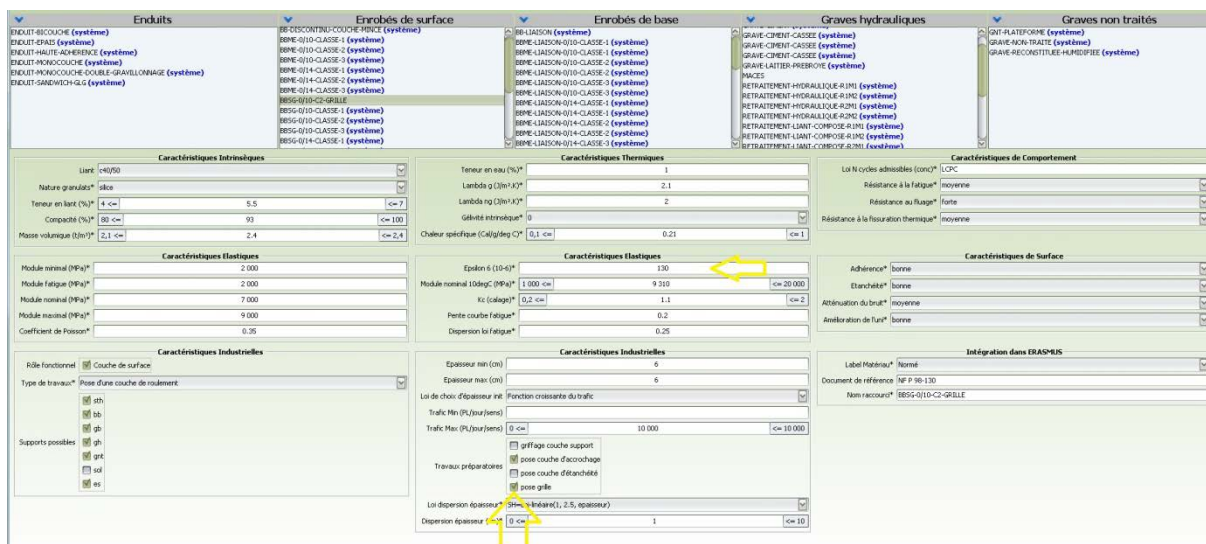 Enduits
ENDUIT-BICOUCHE (système)
ENDUIT-EPAIS (système)
ENDUIT-HAUTE-ADHERENCE (système)
ENDUIT-MONOCOUCHE (système)
ENDUIT-MONOCOUCHE-DOUBLE-GRAVILLONNAGE (système)
ENDUIT-SANDWICH-GLG (système)
Enrobés de surface
BB-DISCONTINU-COUCHE-MINCE (système)
BBME-0/10-CLASSE-1 (système)
BBME-0/10-CLASSE-2 (système)
BBME-0/10-CLASSE-3 (système)
BBME-0/14-CLASSE-1 (système)
BBME-0/14-CLASSE-2 (système)
BBME-0/14-CLASSE-3 (système)
BBSG-0/10-C2-GRILLE
BBSG-0/10-CLASSE-1 (système)
BBSG-0/10-CLASSE-2 (système)
BBSG-0/10-CLASSE-3 (système)
BBSG-0/14-CLASSE-1 (système)
Enrobés de base
BB-LIAISON (système)
BBME-LIAISON-0/10-CLASSE-1 (système)
BBME-LIAISON-0/10-CLASSE-1 (système)
BBME-LIAISON-0/10-CLASSE-2 (système)
BBME-LIAISON-0/10-CLASSE-2 (système)
BBME-LIAISON-0/10-CLASSE-3 (système)
BBME-LIAISON-0/10-CLASSE-3 (système)
BBME-LIAISON-0/14-CLASSE-1 (système)
BBME-LIAISON-0/14-CLASSE-1 (système)
BBME-LIAISON-0/14-CLASSE-2 (système)
BBME-LIAISON-0/14-CLASSE-2 (système)
BBME-LIAISON-0/14-CLASSE-3 (système)
Graves hydrauliques
GRAVE-CIMENT-CASSEE (système)
GRAVE-CIMENT-CASSEE (système)
GRAVE-CIMENT-CASSEE (système)
GRAVE-LAITIER-PREBROYE (système)
MACES
RETRAITEMENT-HYDRAULIQUE-R1M1 (système)
RETRAITEMENT-HYDRAULIQUE-R1M2 (système)
RETRAITEMENT-HYDRAULIQUE-R2M1 (système)
RETRAITEMENT-HYDRAULIQUE-R2M2 (système)
RETRAITEMENT-LIANT-COMPOSE-R1M1 (système)
RETRAITEMENT-LIANT-COMPOSE-R1M2 (système)
RETRAITEMENT-LIANT-COMPOSE-R2M1 (système)
Graves non traités
GNT-PLATEFORME (système)
GRAVE-NON-TRAITE (système)
GRAVE-RECONSTITUEE-HUMIDIFIEE (système)
Caractéristiques Intrinsèques
Liant c40/50
Nature granulats* silice
Teneur en liant (%)* 4 <= 5.5 <= 7
Compacité (%)* 80 <= 93 <= 100
Masse volumique (t/m³)* 2,1 <= 2.4 <= 2,4
Caractéristiques Thermiques
Teneur en eau (%)* 1
Lambda g (J/m².K)* 2.1
Lambda ng (J/m².K)* 2
Gélivité intrinsèque* 0
Chaleur spécifique (Cal/g/deg C)* 0,1 <= 0.21 <= 1
Caractéristiques de Comportement
Loi N cycles admissibles (conc)* LCPC
Résistance à la fatigue* moyenne
Résistance au fluage* forte
Résistance à la fissuration thermique* moyenne
Caractéristiques Elastiques
Module minimal (MPa)* 2 000
Module fatigue (MPa)* 2 000
Module nominal (MPa)* 7 000
Module maximal (MPa)* 9 000
Coefficient de Poisson* 0.35
Caractéristiques Elastiques
Epsilon 6 (10-6)* 130
Module nominal 10degC (MPa)* 1 000 <= 9 310 <= 20 000
Kc (calage)* 0,2 <= 1.1 <= 2
Pente courbe fatigue* 0.2
Dispersion loi fatigue* 0.25
Caractéristiques de Surface
Adhérence* bonne
Etanchéité* bonne
Atténuation du bruit* moyenne
Amélioration de l'uni* bonne
Caractéristiques Industrielles
Rôle fonctionnel Couche de surface
Type de travaux* Pose d'une couche de roulement
Supports possibles
sth
bb
gb
gh
gnt
sol
es
Caractéristiques Industrielles
Epaisseur min (cm) 6
Epaisseur max (cm) 6
Loi de choix d'épaisseur init Fonction croissante du trafic
Trafic Min (PL/jour/sens)
Trafic Max (PL/jour/sens) 0 <= 10 000 <= 10 000
Travaux préparatoires
griffage couche support
pose couche d'accrochage
pose couche d'étanchéité
pose grille
Loi dispersion épaisseur* linéaire(1, 2.5, epaisseur)
Dispersion épaisseur 0 <= 1 <= 10
Intégration dans ERASMUS
Label Matériau* Normé
Document de référence NF P 98-130
Nom raccourci* BBSG-0/10-C2-GRILLE